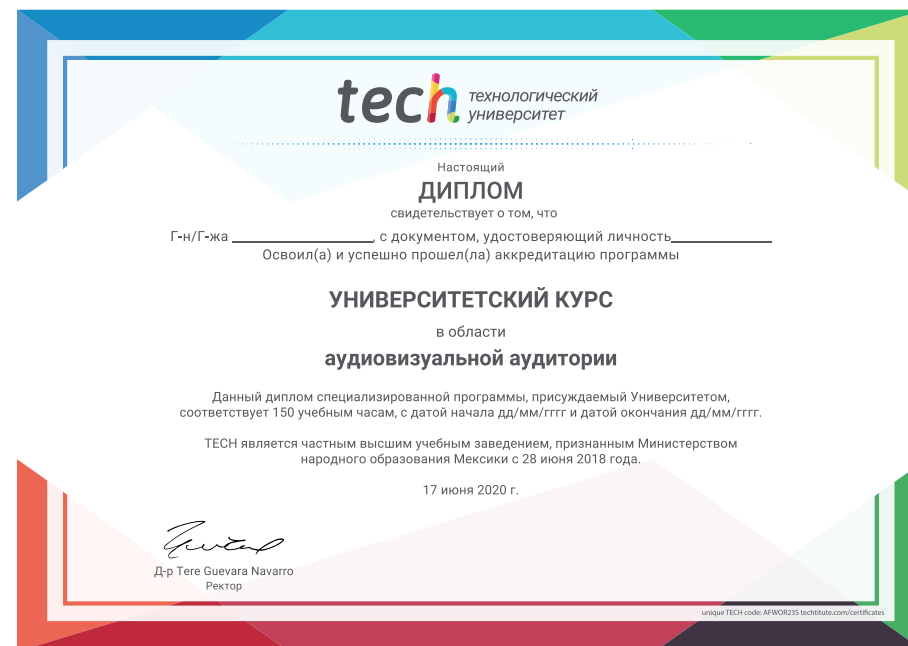 tech технологический
университет
Настоящий
ДИПЛОМ
свидетельствует о том, что
Г-н/Г-жа ____________________, с документом, удостоверяющий личность______________
Освоил(а) и успешно прошел(ла) аккредитацию программы
УНИВЕРСИТЕТСКИЙ КУРС
в области
аудиовизуальной аудитории
Данный диплом специализированной программы, присуждаемый Университетом,
соответствует 150 учебным часам, с датой начала дд/мм/гггг и датой окончания дд/мм/гггг.
TECH является частным высшим учебным заведением, признанным Министерством
народного образования Мексики с 28 июня 2018 года.
17 июня 2020 г.
Д-р Tere Guevara Navarro
Ректор
unique TECH code: AFWOR23S techtitute.com/certificates